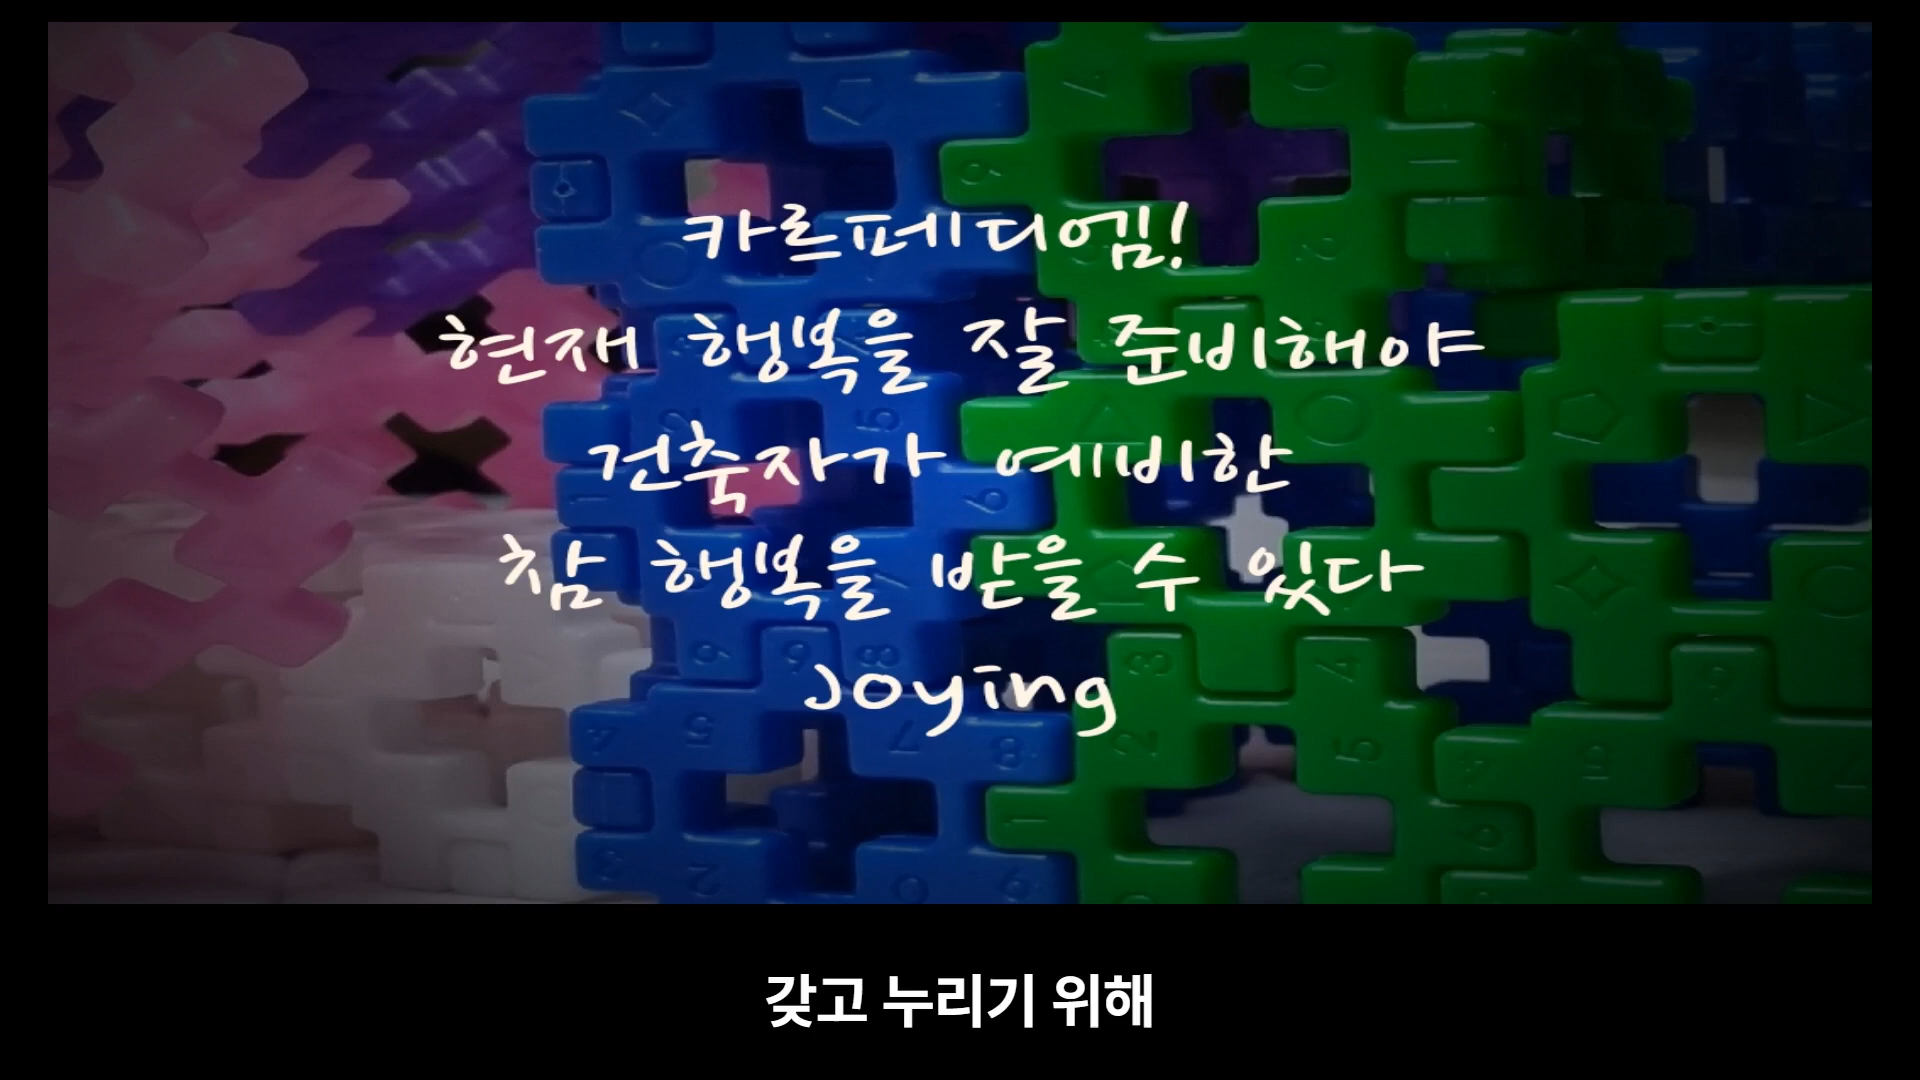 카르페디엠!
현재 행복을 잘 준비해야
건축자가 예비한
참 행복을 받을 수 있다
Joying
갖고 누리기 위해